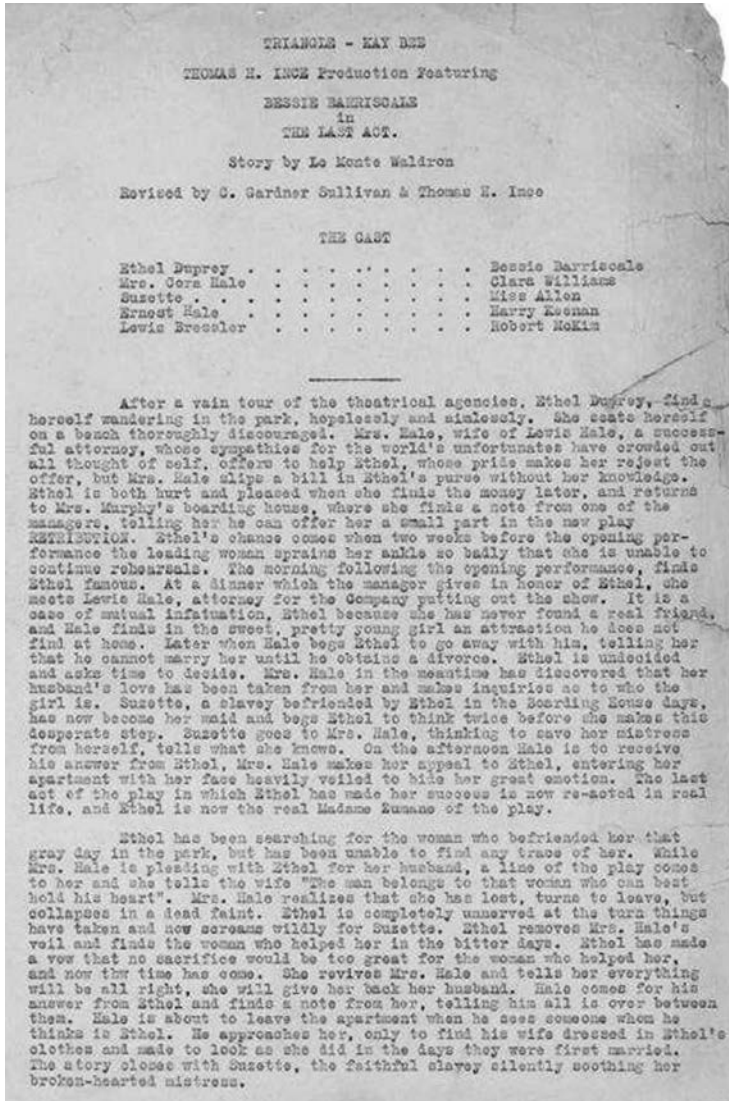 TRIANGLE - KAY BEE
THOMAS H. INCE Production Featuring
BESSIE BARRISCALE
in
THE LAST ACT.
Story by Le Monte Waldron
Revised by C. Gardner Sullivan & Thomas H. Ince
THE CAST
Ethel Duprey . . . . . . . . . . Bessie Barriscale
Mrs. Cora Hale . . . . . . . . . Clara Williams
Suzette . . . . . . . . . . . . Miss Allen
Ernest Hale . . . . . . . . . Harry Keenan
Lewis Bressler . . . . . . . . Robert McKim
After a vain tour of the theatrical agencies, Ethel Duprey, finds
herself wandering in the park, hopelessly and aimlessly. She seats herself
on a bench thoroughly discouraged. Mrs. Hale, wife of Lewis Hale, a success-
ful attorney, whose sympathies for the world's unfortunates have crowded out
all thought of self, offers to help Ethel, whose pride makes her reject the
offer, but Mrs. Hale slips a bill in Ethel's purse without her knowledge.
Ethel is both hurt and pleased when she finds the money later, and returns
to Mrs. Murphy's boarding house, where she finds a note from one of the
managers, telling her he can offer her a small part in the new play
RETRIBUTION. Ethel's chance comes when two weeks before the opening per-
formance the leading woman sprains her ankle so badly that she is unable to
continue rehearsals. The morning following the opening performance, finds
Ethel famous. At a dinner which the manager gives in honor of Ethel, she
meets Lewis Hale, attorney for the Company putting out the show. It is a
case of mutual infatuation, Ethel because she has never found a real friend,
and Hale finds in the sweet, pretty young girl an attraction he does not
find at home. Later when Hale begs Ethel to go away with him, telling her
that he cannot marry her until he obtains a divorce. Ethel is undecided
and asks time to decide. Mrs. Hale in the meantime has discovered that her
husband's love has been taken from her and makes inquiries as to who the
girl is. Suzette, a slavey befriended by Ethel in the Boarding House days,
has now become her maid and begs Ethel to think twice before she makes this
desperate step. Suzette goes to Mrs. Hale, thinking to save her mistress
from herself, tells what she knows. On the afternoon Hale is to receive
his answer from Ethel, Mrs. Hale makes her appeal to Ethel, entering her
apartment with her face heavily veiled to hide her great emotion. The last
act of the play in which Ethel has made her success is now re-acted in real
life, and Ethel is now the real Madame Zumane of the play.
Ethel has been searching for the woman who befriended her that
gray day in the park, but has been unable to find any trace of her. While
Mrs. Hale is pleading with Ethel for her husband, a line of the play comes
to her and she tells the wife "The man belongs to that woman who can best
hold his heart". Mrs. Hale realizes that she has lost, turns to leave, but
collapses in a dead faint. Ethel is completely unnerved at the turn things
have taken and now screams wildly for Suzette. Ethel removes Mrs. Hale's
veil and finds the woman who helped her in the bitter days. Ethel has made
a vow that no sacrifice would be too great for the woman who helped her,
and now thw time has come. She revives Mrs. Hale and tells her everything
will be all right, she will give her back her husband. Hale comes for his
answer from Ethel and finds a note from her, telling him all is over between
them. Hale is about to leave the apartment when he sees someone whom he
thinks is Ethel. He approaches her, only to find his wife dressed in Ethel's
clothes and made to look as she did in the days they were first married.
The story closes with Suzette, the faithful slavey silently soothing her
broken-hearted mistress.